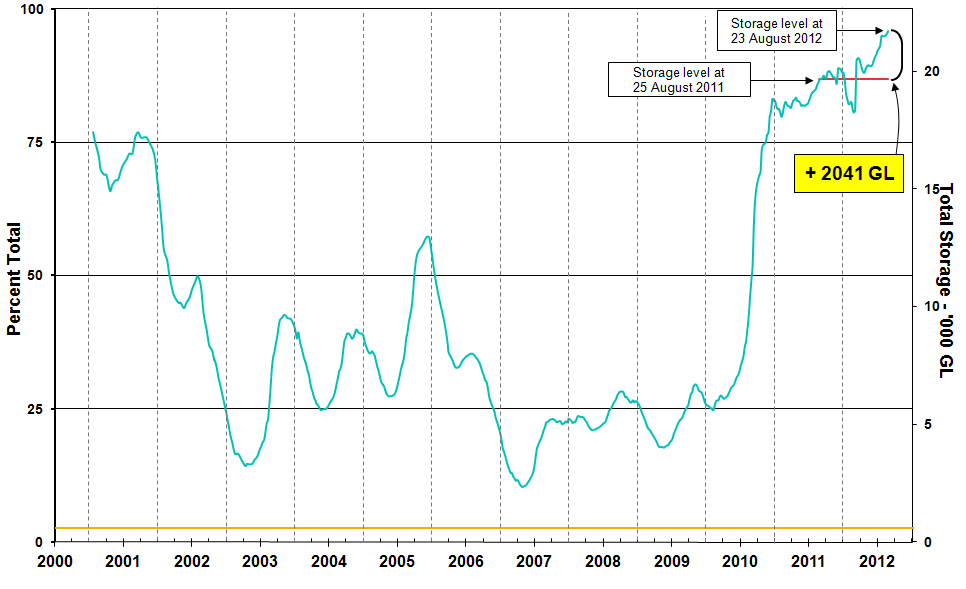 100
75
50
25
0
Percent Total
Storage level at
23 August 2012
Storage level at
25 August 2011
+ 2041 GL
20
15
10
5
0
Total Storage - '000 GL
2000 2001 2002 2003 2004 2005 2006 2007 2008 2009 2010 2011 2012